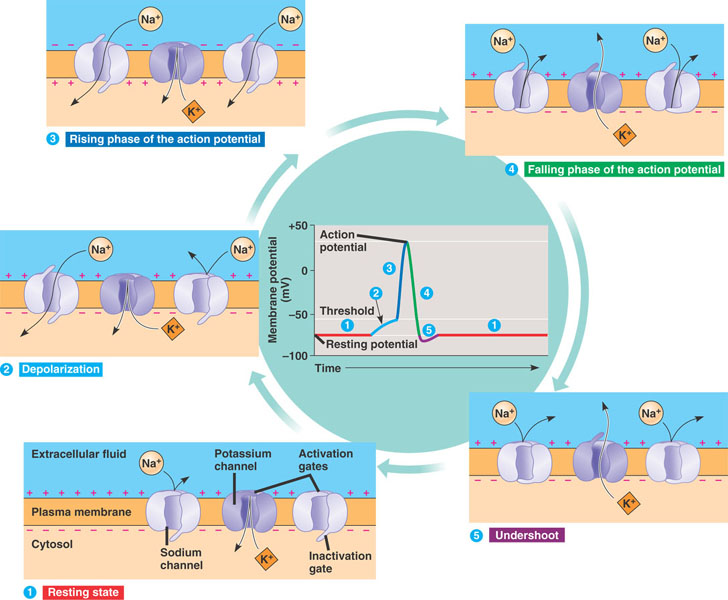 Na+
Na+
K+
3 Rising phase of the action potential
Na+
Na+
K+
4 Falling phase of the action potential
Na+
Na+
K+
2 Depolarization
+50
0
−50
−100
Membrane potential
(mV)
Action
potential
Threshold
Resting potential
1
2
3
4
5
1
Time
Na+
Na+
K+
5 Undershoot
Extracellular fluid
Plasma membrane
Cytosol
Na+
Potassium
channel
Activation
gates
Sodium
channel
K+
Inactivation
gate
1 Resting state